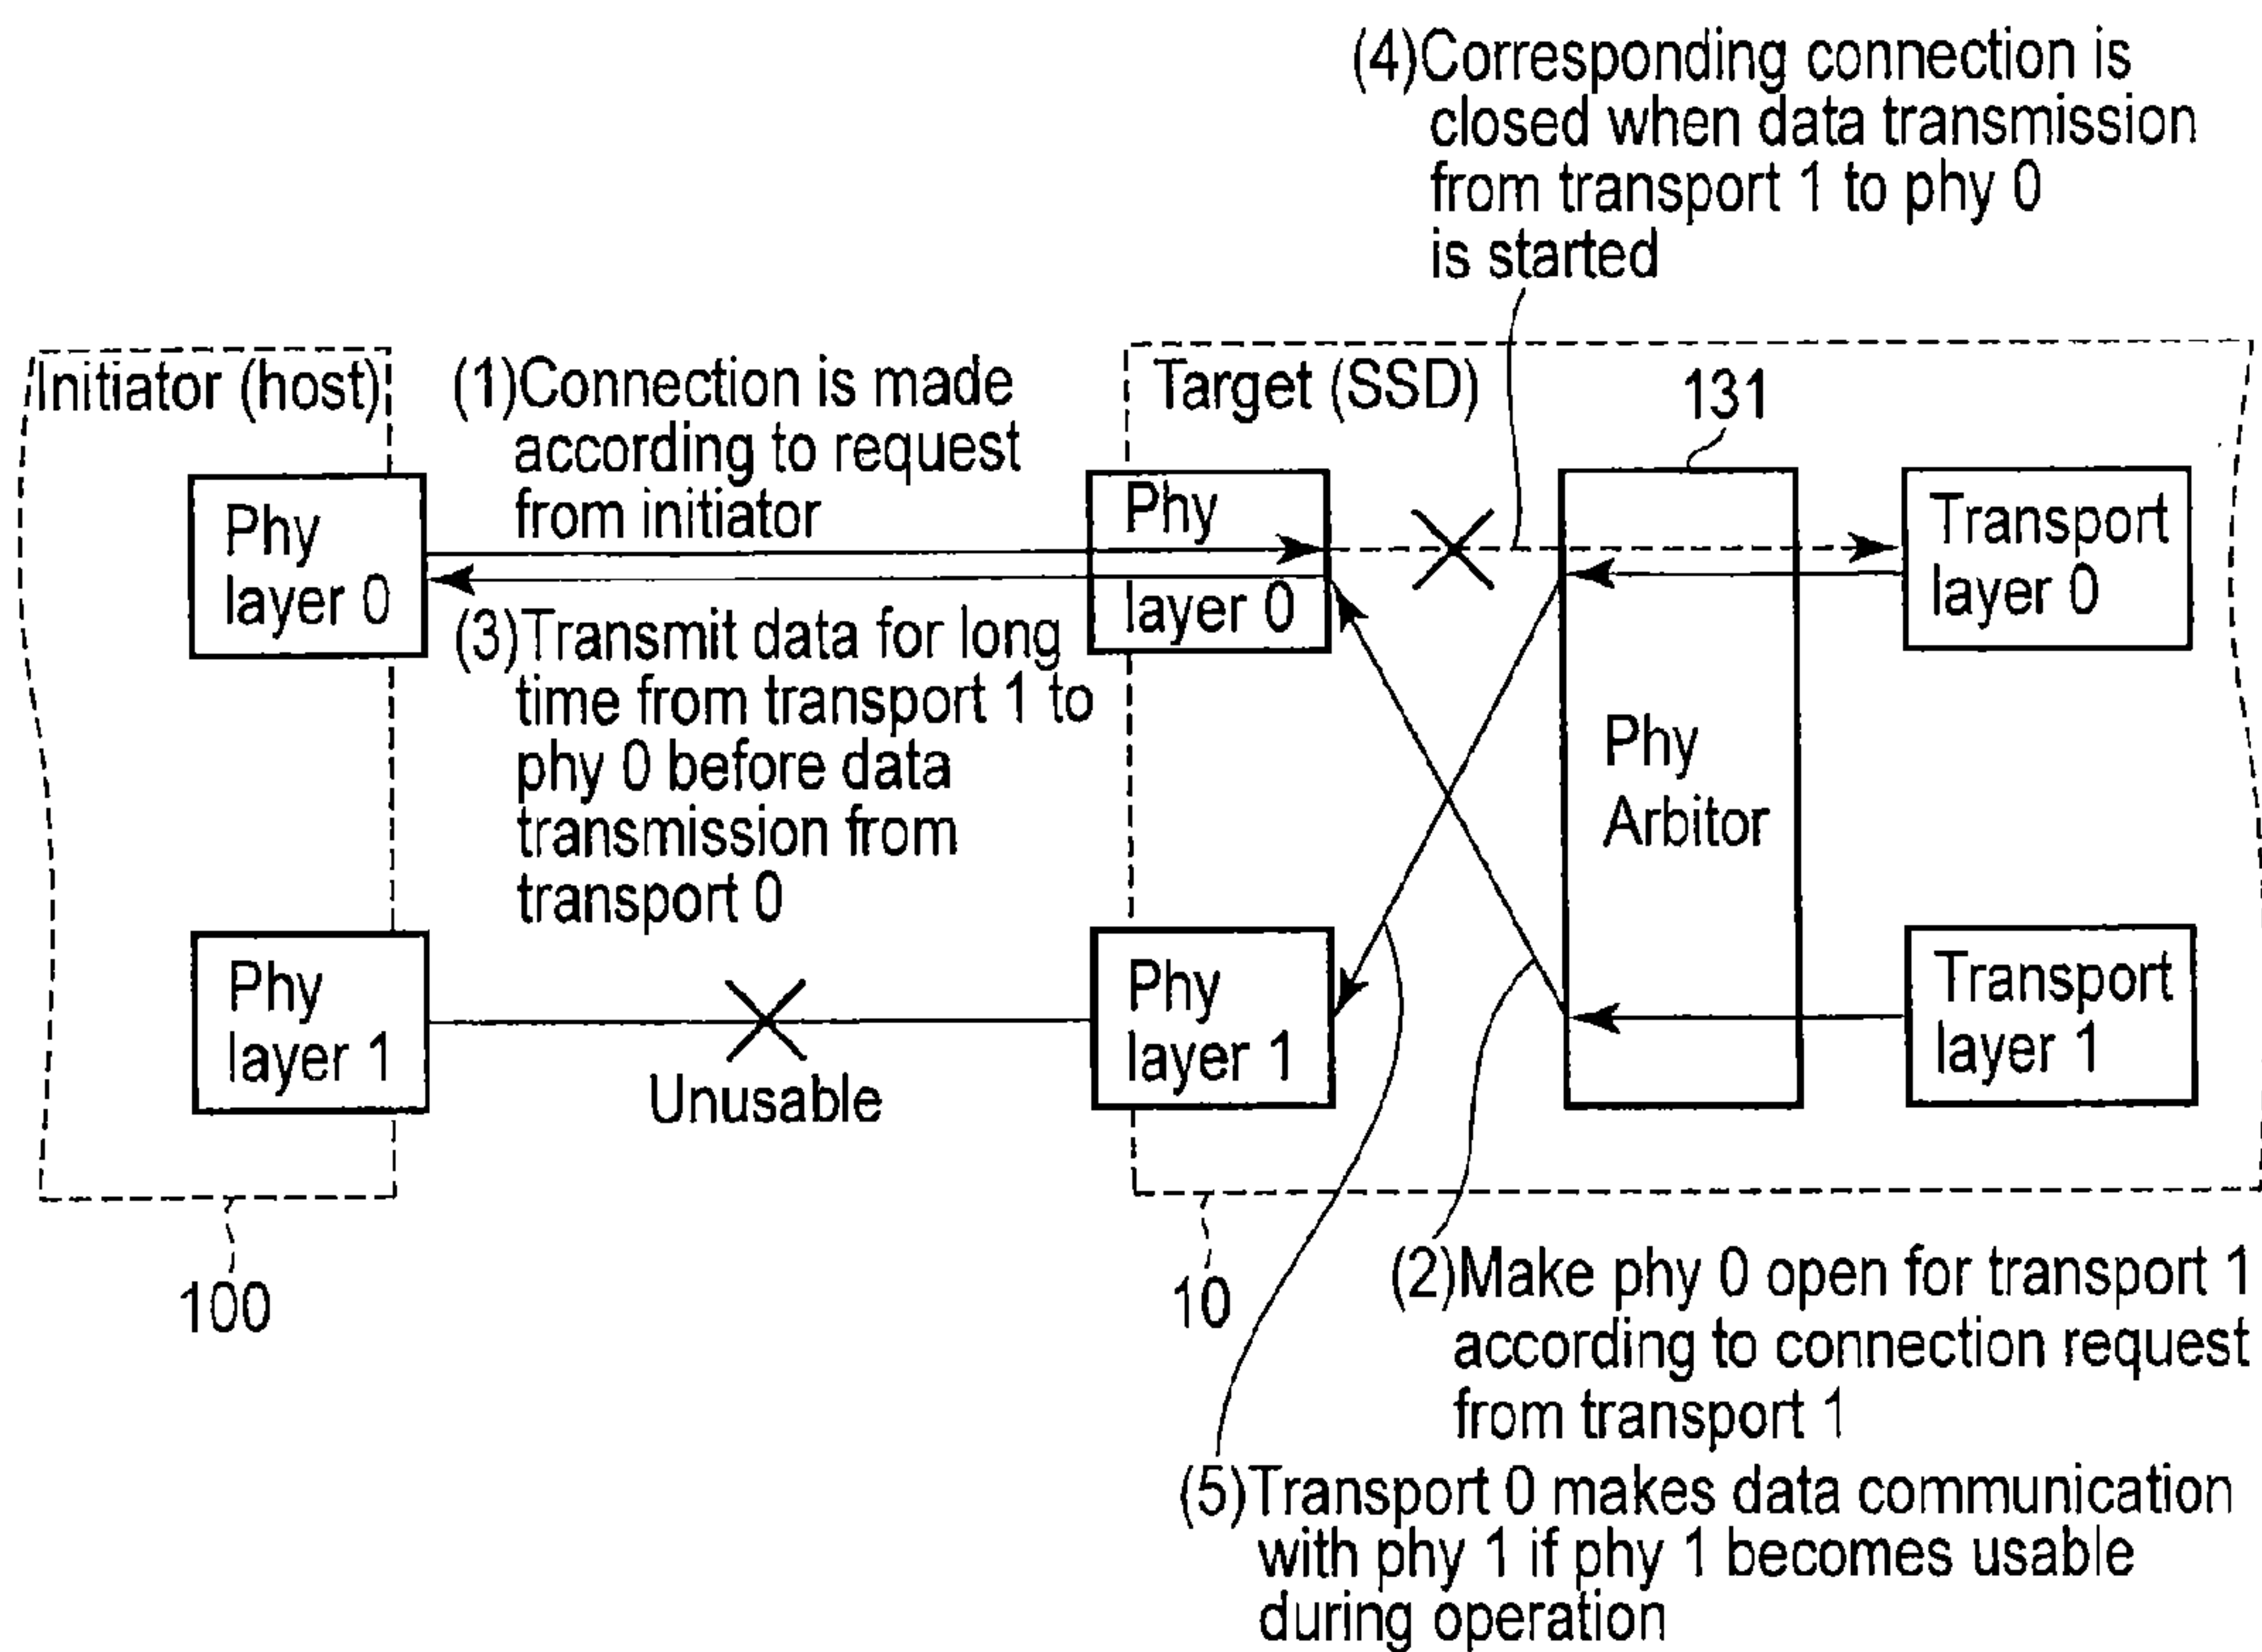 (4)Corresponding connection is
closed when data transmission
from transport 1 to phy 0
is started
Initiator (host)
(1)Connection is made
according to request
from initiator
Target (SSD)
131
Phy
layer 0
Phy
layer 0
Transport
layer 0
(3)Transmit data for long
time from transport 1 to
phy 0 before data
transmission from
transport 0
Phy
Arbitor
Phy
layer 1
Unusable
Phy
layer 1
Transport
layer 1
100
10
(2)Make phy 0 open for transport 1
according to connection request
from transport 1
(5)Transport 0 makes data communication
with phy 1 if phy 1 becomes usable
during operation